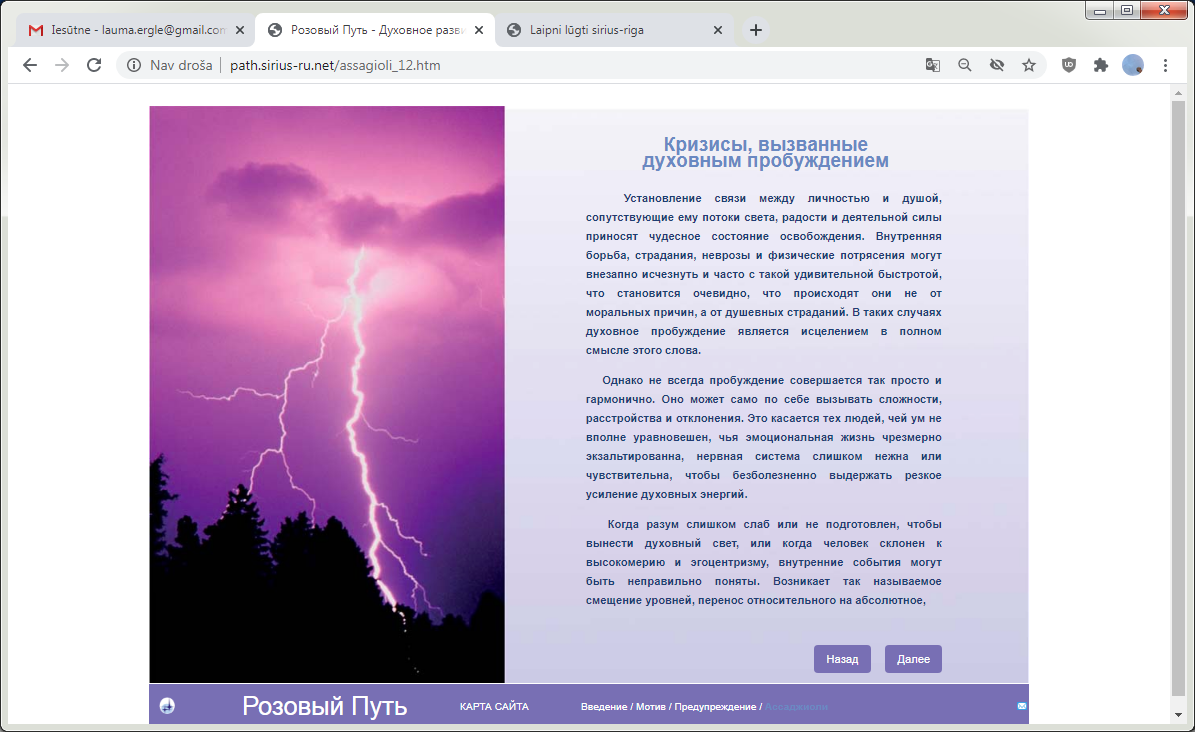 Iesūtne - lauma.ergle@gmail.com
Розовый Путь - Духовное разви
Laipni lūgti sirius-riga
Nav droša
path.sirius-ru.net/assagioli_12.htm
Кризисы, вызванные
духовным пробуждением
Установление связи между личностью и душой,
сопутствующие ему потоки света, радости и деятельной силы
приносят чудесное состояние освобождения. Внутренняя
борьба, страдания, неврозы и физические потрясения могут
внезапно исчезнуть и часто с такой удивительной быстротой,
что становится очевидно, что происходят они не от
моральных причин, а от душевных страданий. В таких случаях
духовное пробуждение является исцелением в полном
смысле этого слова.
Однако не всегда пробуждение совершается так просто и
гармонично. Оно может само по себе вызывать сложности,
расстройства и отклонения. Это касается тех людей, чей ум не
вполне уравновешен, чья эмоциональная жизнь чрезмерно
экзальтированна, нервная система слишком нежна или
чувствительна, чтобы безболезненно выдержать резкое
усиление духовных энергий.
Когда разум слишком слаб или не подготовлен, чтобы
вынести духовный свет, или когда человек склонен к
высокомерию и эгоцентризму, внутренние события могут
быть неправильно поняты. Возникает так называемое
смещение уровней, перенос относительного на абсолютное,
Назад
Далее
Розовый Путь
КАРТА САЙТА
Введение / Мотив / Предупреждение / Ассаджиоли